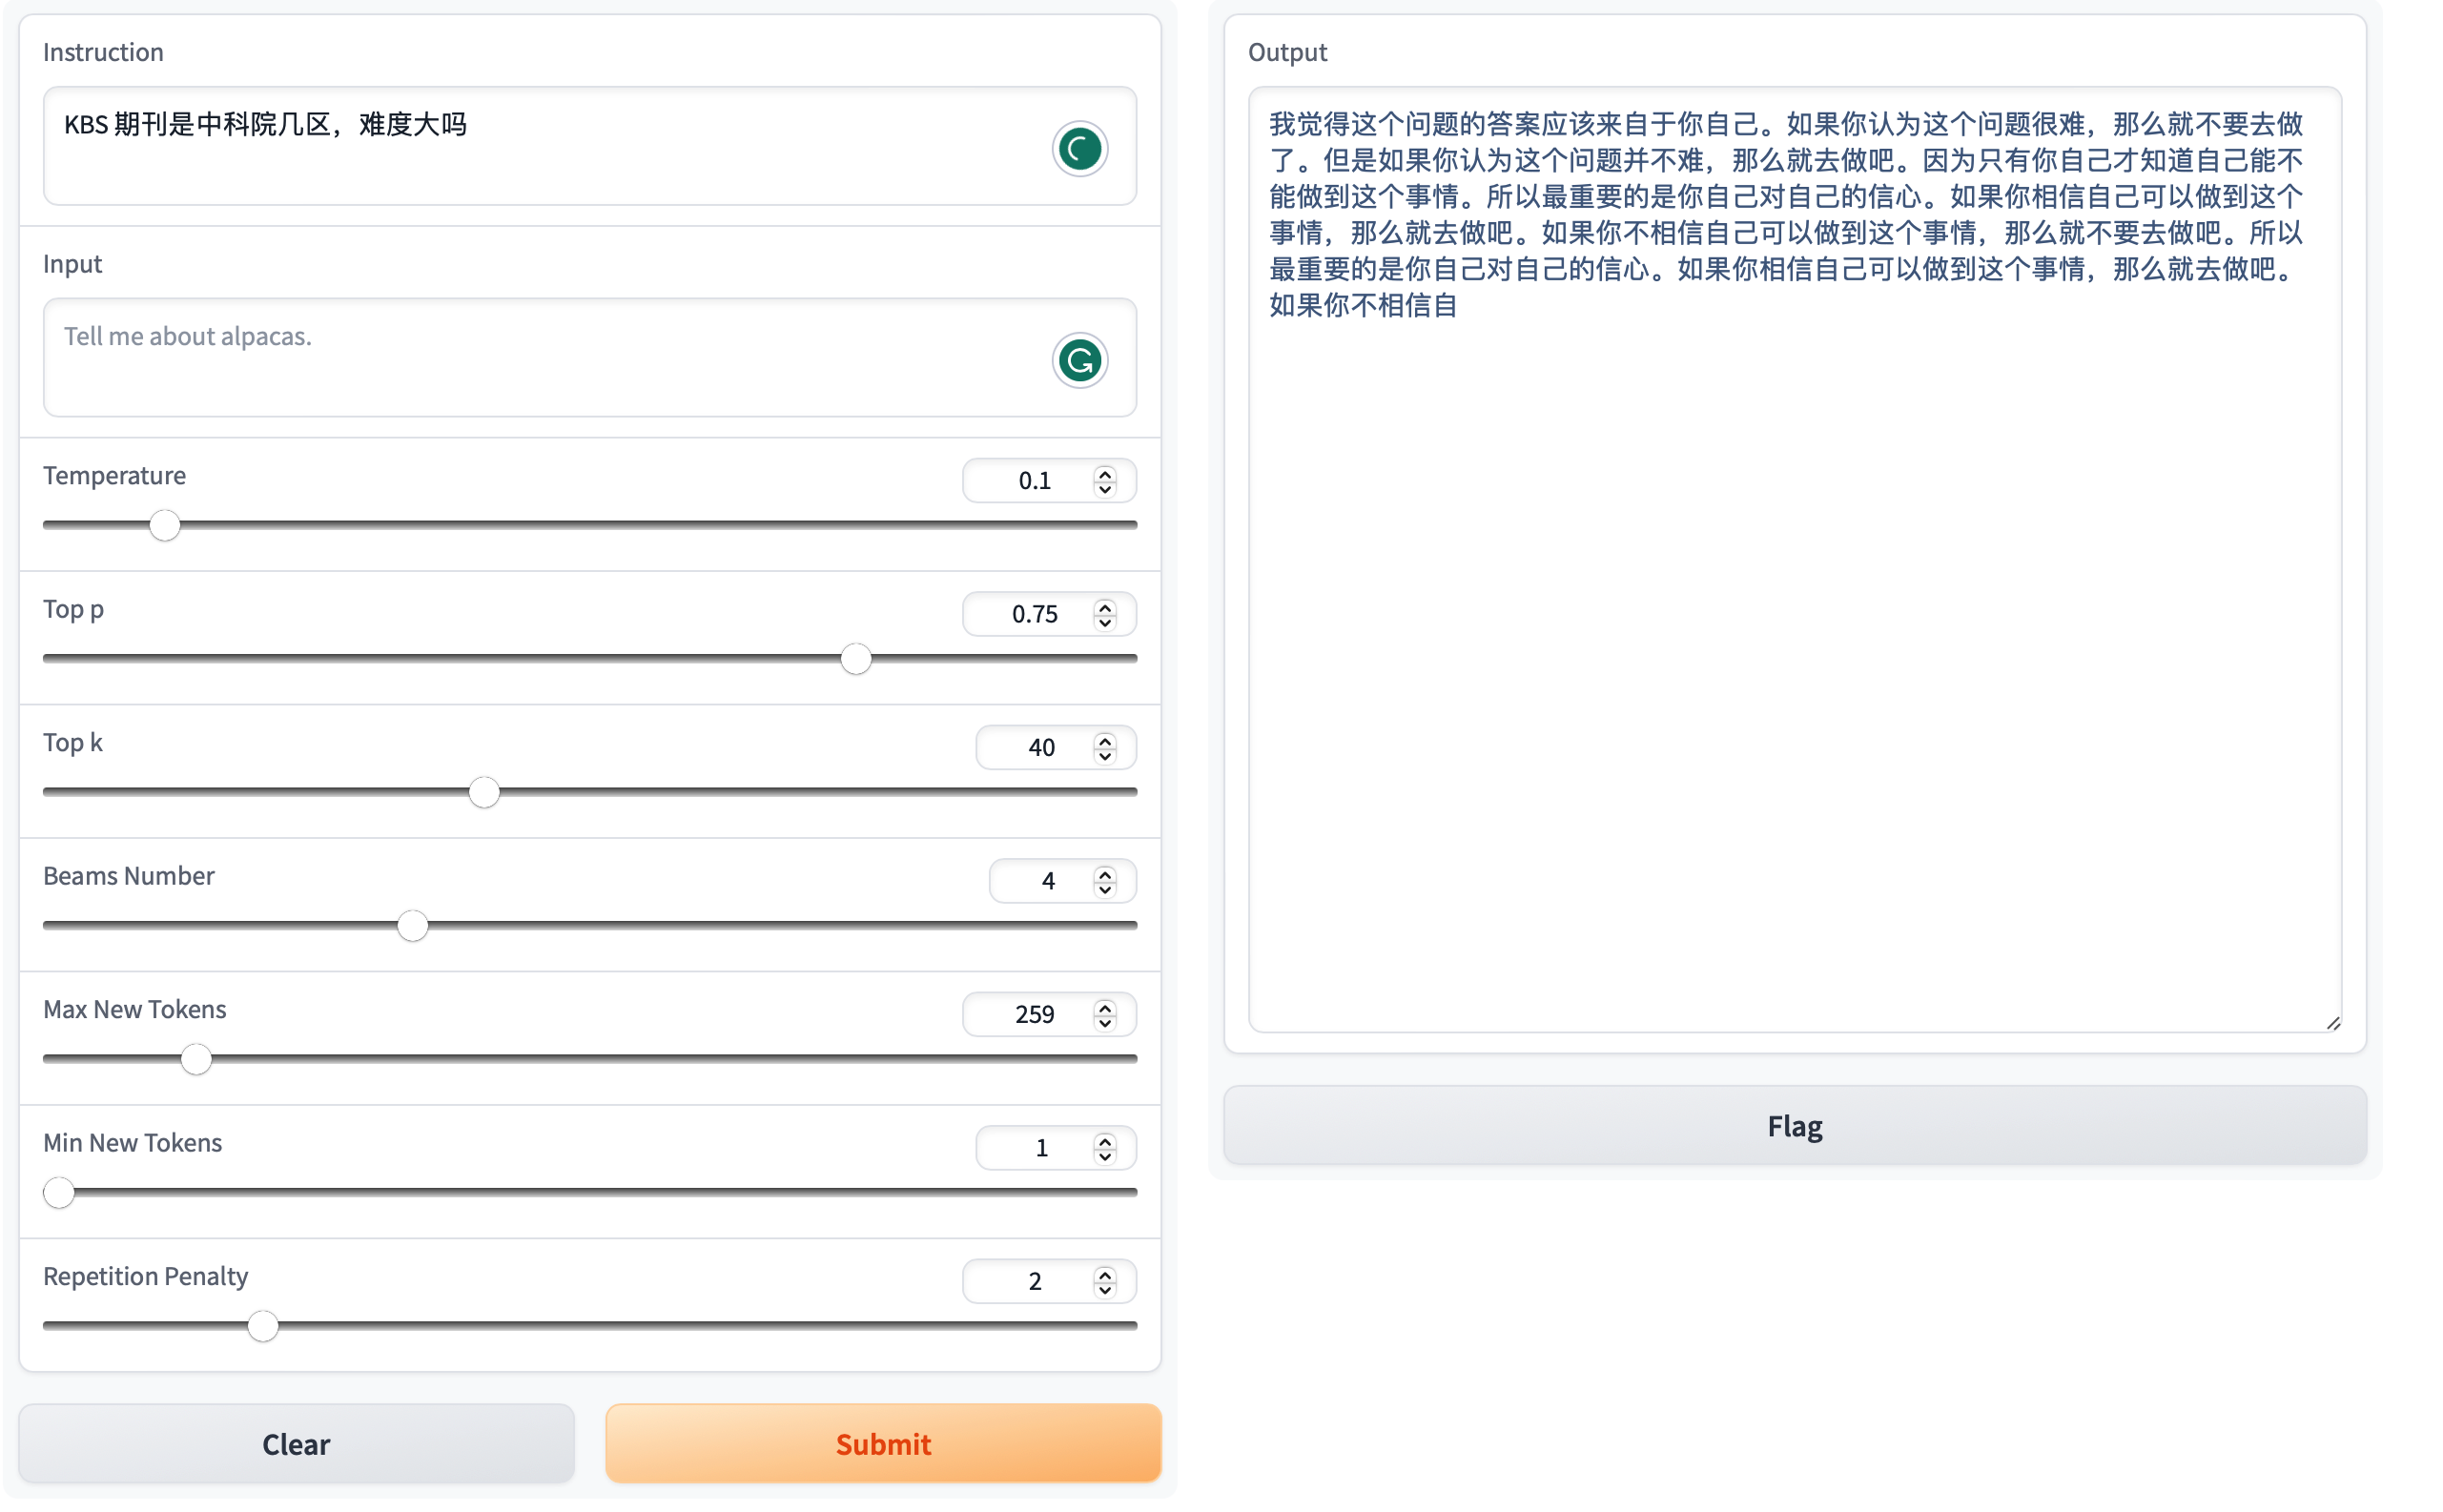 Instruction
KBS 期刊是中科院几区，难度大吗
Input
Tell me about alpacas.
Temperature
0.1
Top p
0.75
Top k
40
Beams Number
4
Max New Tokens
259
Min New Tokens
1
Repetition Penalty
2
Clear
Submit
Output
我觉得这个问题的答案应该来自于你自己。如果你认为这个问题很难，那么就不要去做
了。但是如果你认为这个问题并不难，那么就去做吧。因为只有你自己才知道自己能不
能做到这个事情。所以最重要的是你自己对自己的信心。如果你相信自己可以做到这个
事情，那么就去做吧。如果你不相信自己可以做到这个事情，那么就不要去做吧。所以
最重要的是你自己对自己的信心。如果你相信自己可以做到这个事情，那么就去做吧。
如果你不相信自
Flag